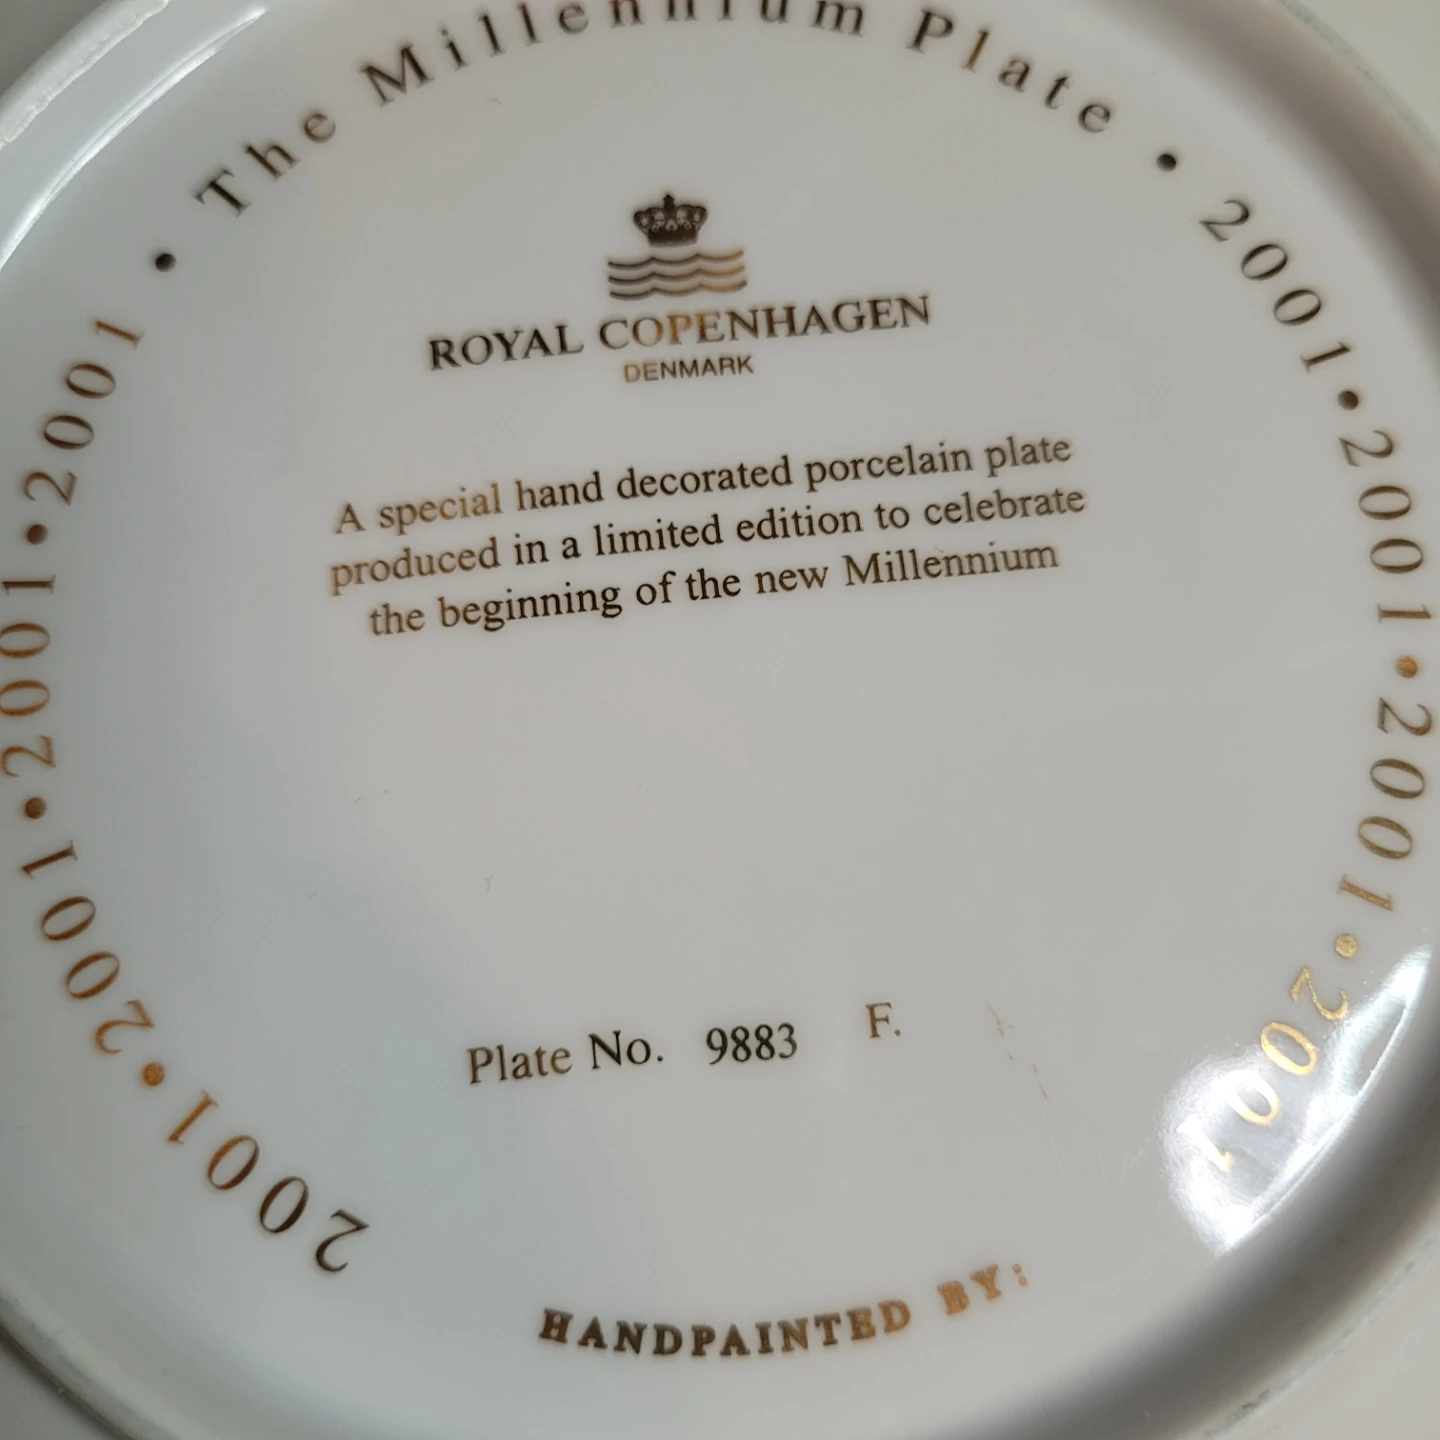 The Millennium Plate • 2001 • 2001 • 2001 • 2001
2001 • 2001 • 2001 • 2001 •
ROYAL COPENHAGEN
DENMARK
A special hand decorated porcelain plate
produced in a limited edition to celebrate
the beginning of the new Millennium
Plate No. 9883 F.
HANDPAINTED BY: